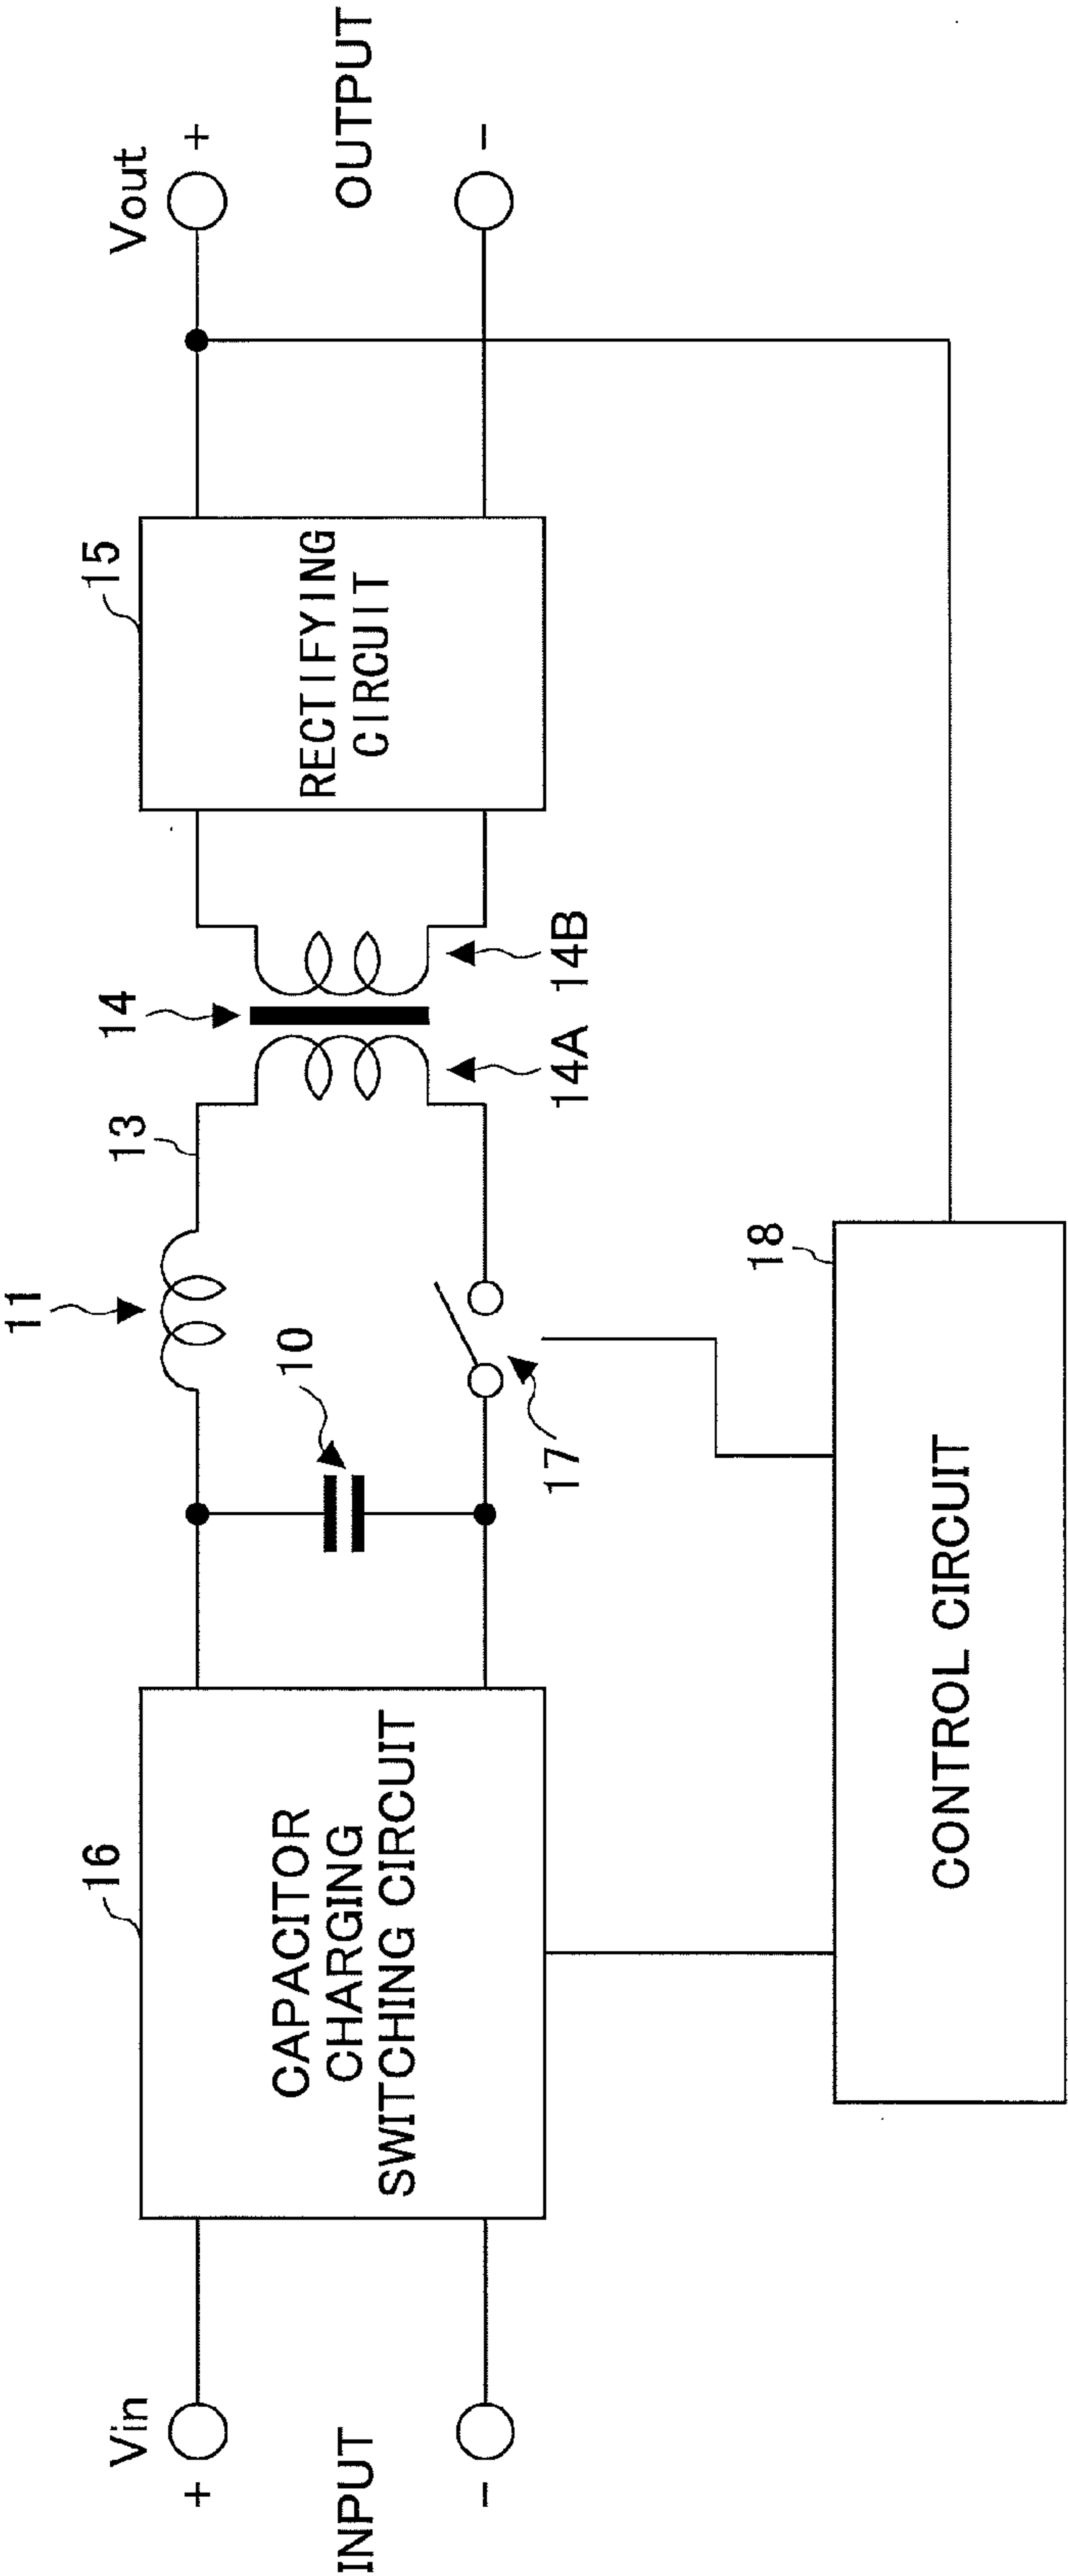 11
13
14
15
Vout
+
Vin
+
16
CAPACITOR
CHARGING
SWITCHING CIRCUIT
10
RECTIFYING
CIRCUIT
INPUT
OUTPUT
-
17
14A
14B
-
18
CONTROL CIRCUIT